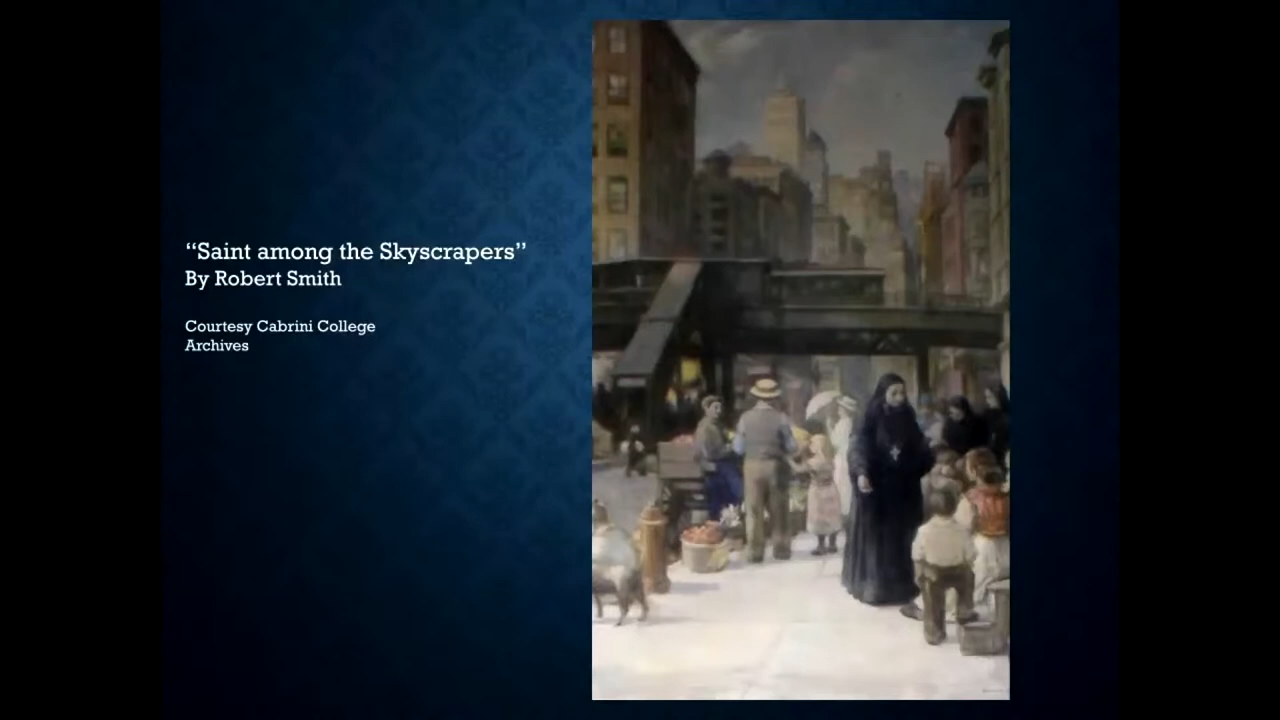 “Saint among the Skyscrapers”
By Robert Smith
Courtesy Cabrini College
Archives